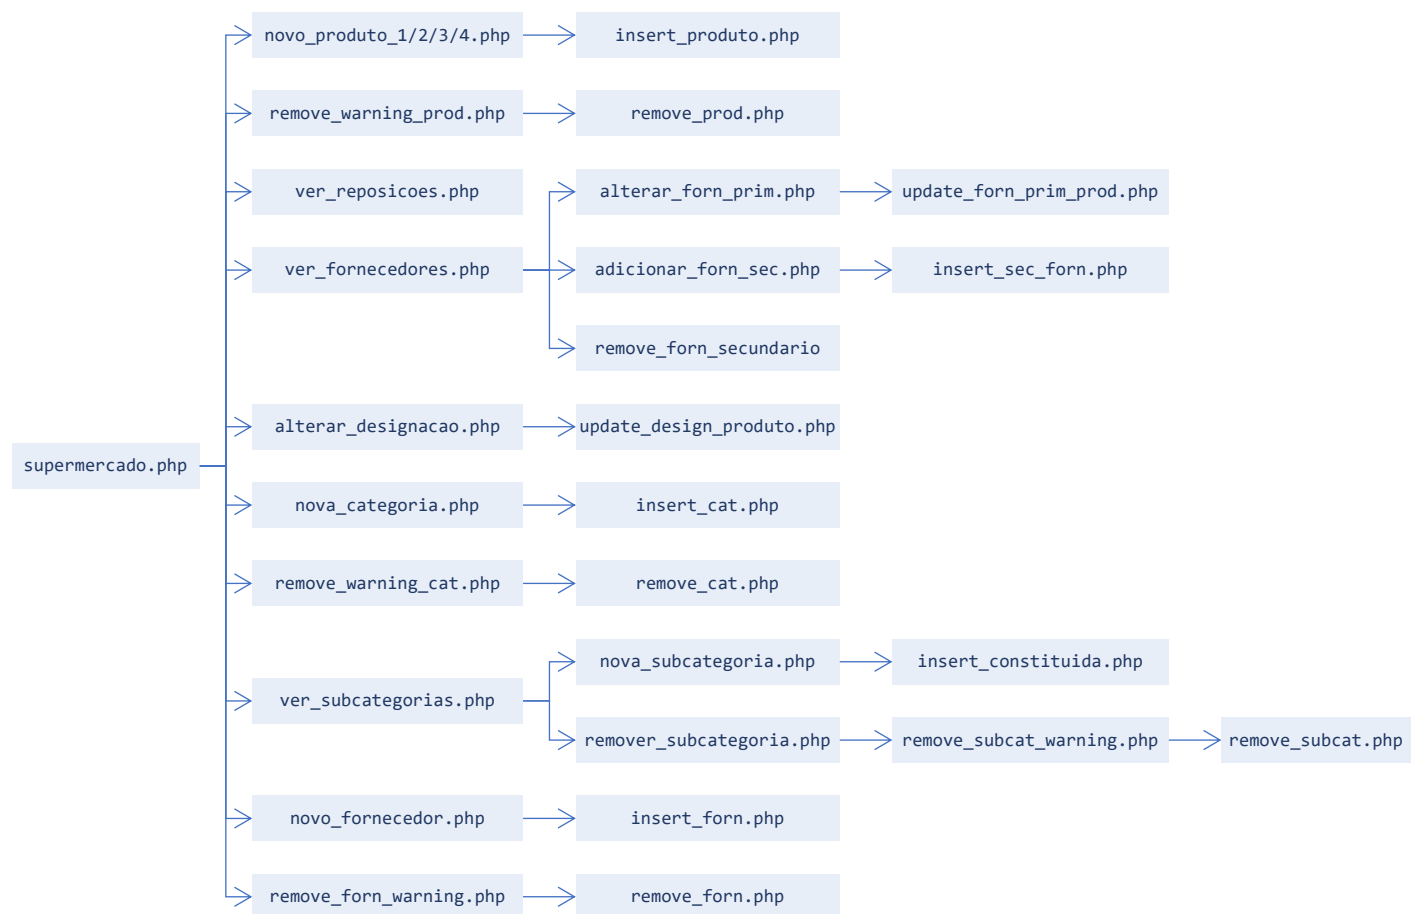 novo_produto_1/2/3/4.php
insert_produto.php
remove_warning_prod.php
remove_prod.php
ver_reposicoes.php
alterar_forn_prim.php
update_forn_prim_prod.php
ver_fornecedores.php
adicionar_forn_sec.php
insert_sec_forn.php
remove_forn_secundario
alterar_designacao.php
update_design_produto.php
supermercado.php
nova_categoria.php
insert_cat.php
remove_warning_cat.php
remove_cat.php
nova_subcategoria.php
insert_constituida.php
ver_subcategorias.php
remover_subcategoria.php
remove_subcat_warning.php
remove_subcat.php
novo_fornecedor.php
insert_forn.php
remove_forn_warning.php
remove_forn.php